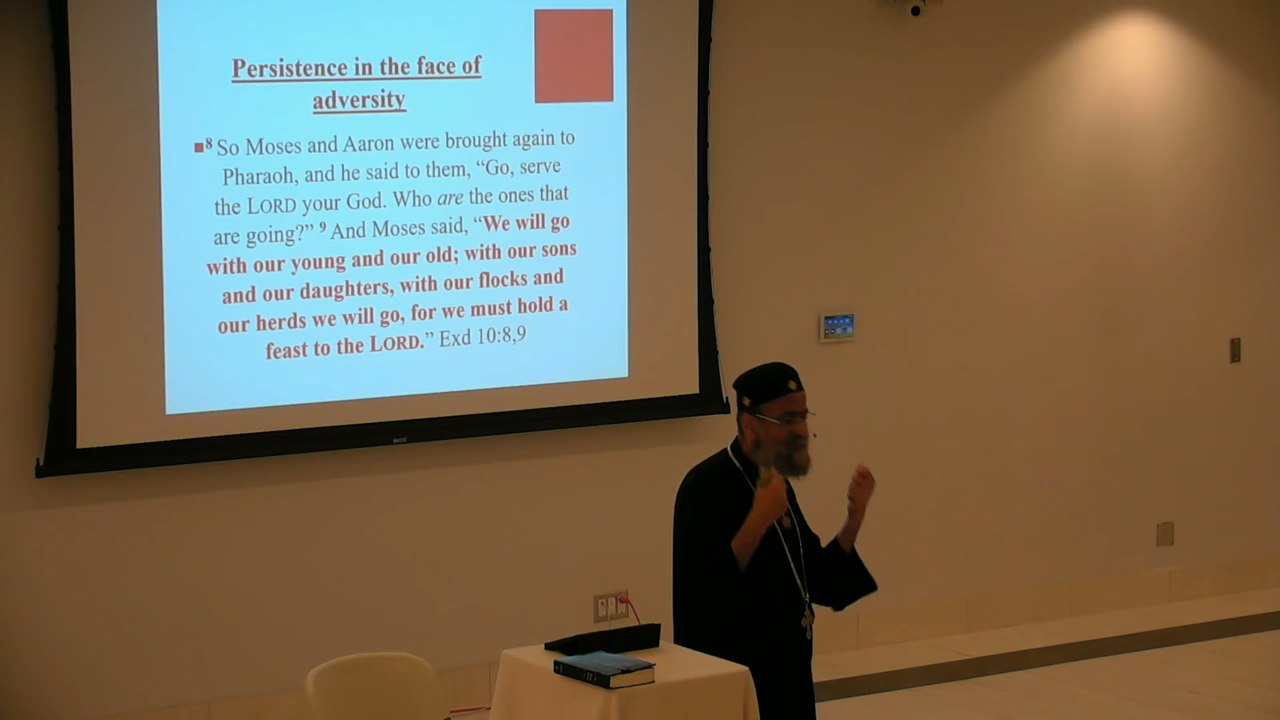 Persistence in the face of
adversity
8 So Moses and Aaron were brought again to
Pharaoh, and he said to them, “Go, serve
the LORD your God. Who are the ones that
are going?” 9 And Moses said, “We will go
with our young and our old; with our sons
and our daughters, with our flocks and
our herds we will go, for we must hold a
feast to the LORD.” Exd 10:8,9